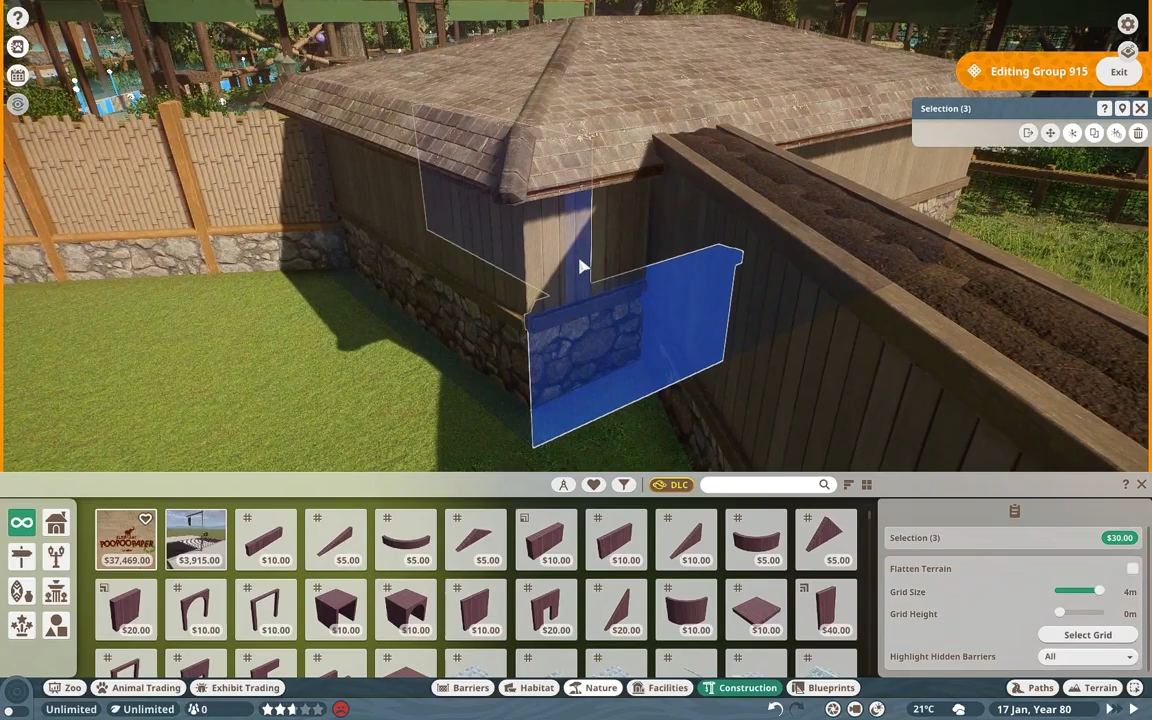 ?
Editing Group 915
Exit
Selection (3)
?
DLC
?
POOPOOPAPER
$37,469.00
$3,915.00
$10.00
$5.00
$5.00
$5.00
$10.00
$10.00
$10.00
$5.00
$5.00
$20.00
$10.00
$10.00
$10.00
$10.00
$10.00
$20.00
$20.00
$10.00
$10.00
$40.00
Selection (3)
$30.00
Flatten Terrain
Grid Size
4m
Grid Height
0m
Select Grid
Highlight Hidden Barriers
All
Zoo
Animal Trading
Exhibit Trading
Barriers
Habitat
Nature
Facilities
Construction
Blueprints
Paths
Terrain
Unlimited
Unlimited
0
21°C
17 Jan, Year 80